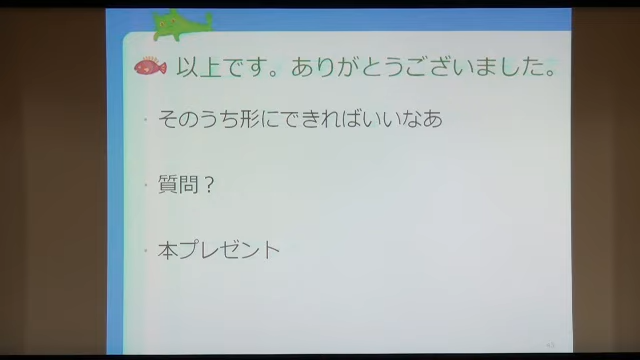 以上です。ありがとうございました。
・そのうち形にできればいいなあ
・質問？
・本プレゼント